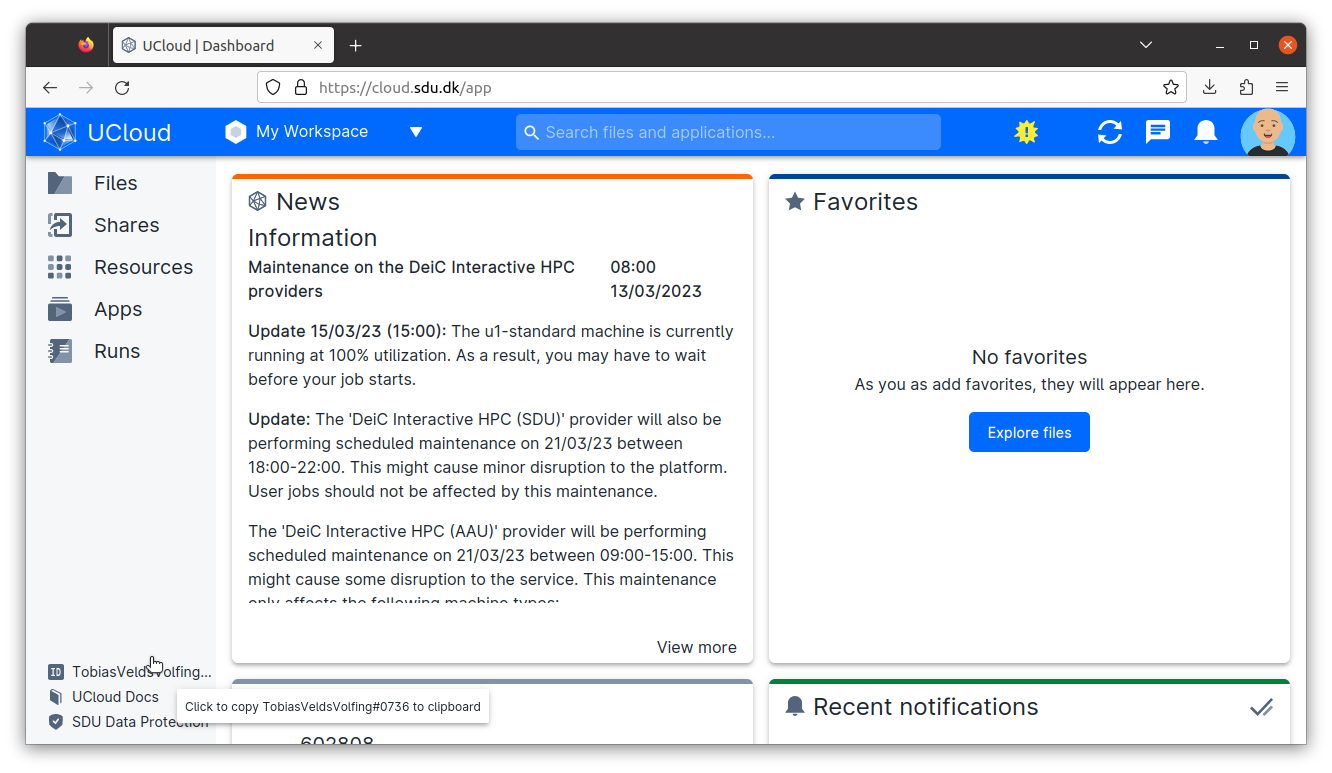 UCloud | Dashboard
https://cloud.sdu.dk/app
UCloud
My Workspace
Search files and applications...
Files
Shares
Resources
Apps
Runs
News
Information
Maintenance on the DeiC Interactive HPC
providers
08:00
13/03/2023
Update 15/03/23 (15:00): The u1-standard machine is currently
running at 100% utilization. As a result, you may have to wait
before your job starts.
Update: The 'DeiC Interactive HPC (SDU)' provider will also be
performing scheduled maintenance on 21/03/23 between
18:00-22:00. This might cause minor disruption to the platform.
User jobs should not be affected by this maintenance.
The 'DeiC Interactive HPC (AAU)' provider will be performing
scheduled maintenance on 21/03/23 between 09:00-15:00. This
might cause some disruption to the service. This maintenance
only affects the following machine types:
View more
Favorites
No favorites
As you as add favorites, they will appear here.
Explore files
ID
TobiasVeldsVolfing...
UCloud Docs
SDU Data Protection
Click to copy TobiasVeldsVolfing#0736 to clipboard
602808
Recent notifications